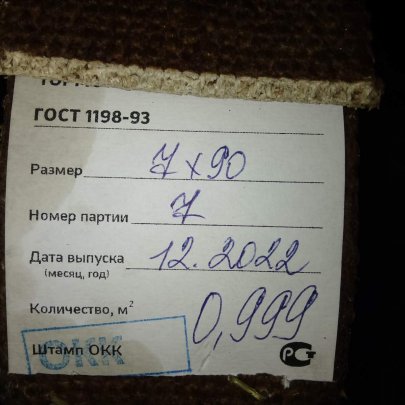 ГОСТ 1198-93
Размер 7 х 90
Номер партии 7
Дата выпуска 12. 2022
(месяц, год)
Количество, м² 0,999
Штамп ОКК
ОКК